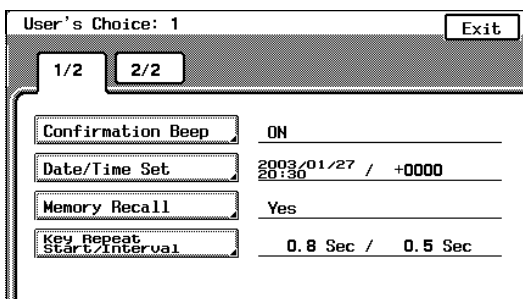 User's Choice: 1
Exit
1/2
2/2
Confirmation Beep
ON
Date/Time Set
2003/01/27
20:30 / +0000
Memory Recall
Yes
Key Repeat
Start/Interval
0.8 Sec / 0.5 Sec